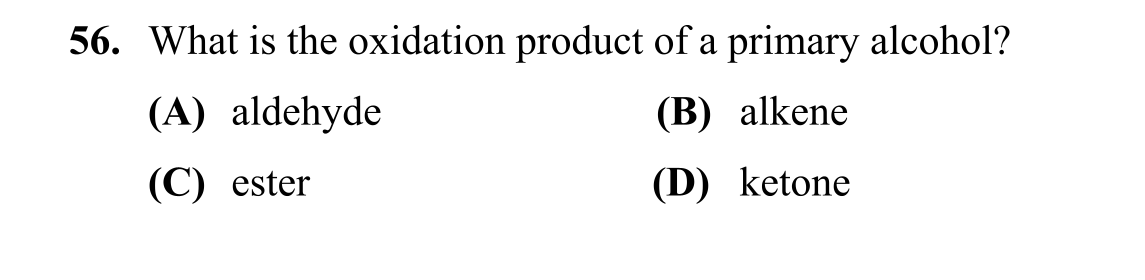 56. What is the oxidation product of a primary alcohol?
(A) aldehyde (B) alkene
(C) ester (D) ketone